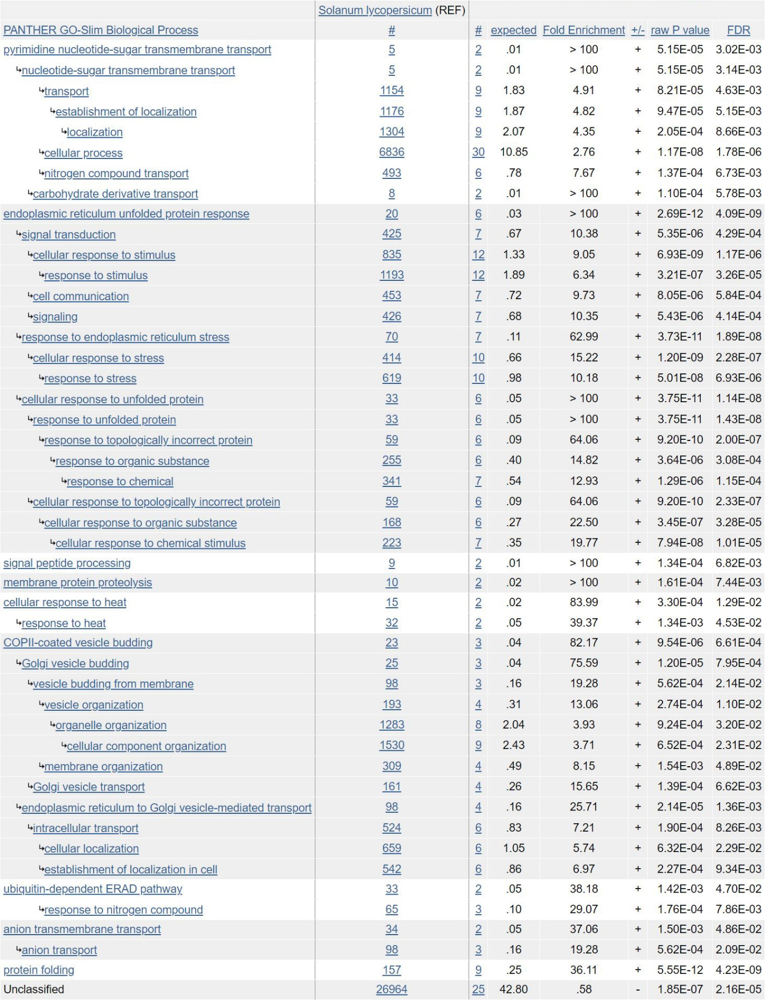 Solanum lycopersicum (REF)
PANTHER GO-Slim Biological Process # # expected Fold Enrichment +/- raw P value FDR
pyrimidine nucleotide-sugar transmembrane transport 5 2 .01 > 100 + 5.15E-05 3.02E-03
↳nucleotide-sugar transmembrane transport 5 2 .01 > 100 + 5.15E-05 3.14E-03
↳transport 1154 9 1.83 4.91 + 8.21E-05 4.63E-03
↳establishment of localization 1176 9 1.87 4.82 + 9.47E-05 5.15E-03
↳localization 1304 9 2.07 4.35 + 2.05E-04 8.66E-03
↳cellular process 6836 30 10.85 2.76 + 1.17E-08 1.78E-06
↳nitrogen compound transport 493 6 .78 7.67 + 1.37E-04 6.73E-03
↳carbohydrate derivative transport 8 2 .01 > 100 + 1.10E-04 5.78E-03
endoplasmic reticulum unfolded protein response 20 6 .03 > 100 + 2.69E-12 4.09E-09
↳signal transduction 425 7 .67 10.38 + 5.35E-06 4.29E-04
↳cellular response to stimulus 835 12 1.33 9.05 + 6.93E-09 1.17E-06
↳response to stimulus 1193 12 1.89 6.34 + 3.21E-07 3.26E-05
↳cell communication 453 7 .72 9.73 + 8.05E-06 5.84E-04
↳signaling 426 7 .68 10.35 + 5.43E-06 4.14E-04
↳response to endoplasmic reticulum stress 70 7 .11 62.99 + 3.73E-11 1.89E-08
↳cellular response to stress 414 10 .66 15.22 + 1.20E-09 2.28E-07
↳response to stress 619 10 .98 10.18 + 5.01E-08 6.93E-06
↳cellular response to unfolded protein 33 6 .05 > 100 + 3.75E-11 1.14E-08
↳response to unfolded protein 33 6 .05 > 100 + 3.75E-11 1.43E-08
↳response to topologically incorrect protein 59 6 .09 64.06 + 9.20E-10 2.00E-07
↳response to organic substance 255 6 .40 14.82 + 3.64E-06 3.08E-04
↳response to chemical 341 7 .54 12.93 + 1.29E-06 1.15E-04
↳cellular response to topologically incorrect protein 59 6 .09 64.06 + 9.20E-10 2.33E-07
↳cellular response to organic substance 168 6 .27 22.50 + 3.45E-07 3.28E-05
↳cellular response to chemical stimulus 223 7 .35 19.77 + 7.94E-08 1.01E-05
signal peptide processing 9 2 .01 > 100 + 1.34E-04 6.82E-03
membrane protein proteolysis 10 2 .02 > 100 + 1.61E-04 7.44E-03
cellular response to heat 15 2 .02 83.99 + 3.30E-04 1.29E-02
↳response to heat 32 2 .05 39.37 + 1.34E-03 4.53E-02
COPII-coated vesicle budding 23 3 .04 82.17 + 9.54E-06 6.61E-04
↳Golgi vesicle budding 25 3 .04 75.59 + 1.20E-05 7.95E-04
↳vesicle budding from membrane 98 3 .16 19.28 + 5.62E-04 2.14E-02
↳vesicle organization 193 4 .31 13.06 + 2.74E-04 1.10E-02
↳organelle organization 1283 8 2.04 3.93 + 9.24E-04 3.20E-02
↳cellular component organization 1530 9 2.43 3.71 + 6.52E-04 2.31E-02
↳membrane organization 309 4 .49 8.15 + 1.54E-03 4.89E-02
↳Golgi vesicle transport 161 4 .26 15.65 + 1.39E-04 6.62E-03
↳endoplasmic reticulum to Golgi vesicle-mediated transport 98 4 .16 25.71 + 2.14E-05 1.36E-03
↳intracellular transport 524 6 .83 7.21 + 1.90E-04 8.26E-03
↳cellular localization 659 6 1.05 5.74 + 6.32E-04 2.29E-02
↳establishment of localization in cell 542 6 .86 6.97 + 2.27E-04 9.34E-03
ubiquitin-dependent ERAD pathway 33 2 .05 38.18 + 1.42E-03 4.70E-02
↳response to nitrogen compound 65 3 .10 29.07 + 1.76E-04 7.86E-03
anion transmembrane transport 34 2 .05 37.06 + 1.50E-03 4.86E-02
↳anion transport 98 3 .16 19.28 + 5.62E-04 2.09E-02
protein folding 157 9 .25 36.11 + 5.55E-12 4.23E-09
Unclassified 26964 25 42.80 .58 - 1.85E-07 2.16E-05